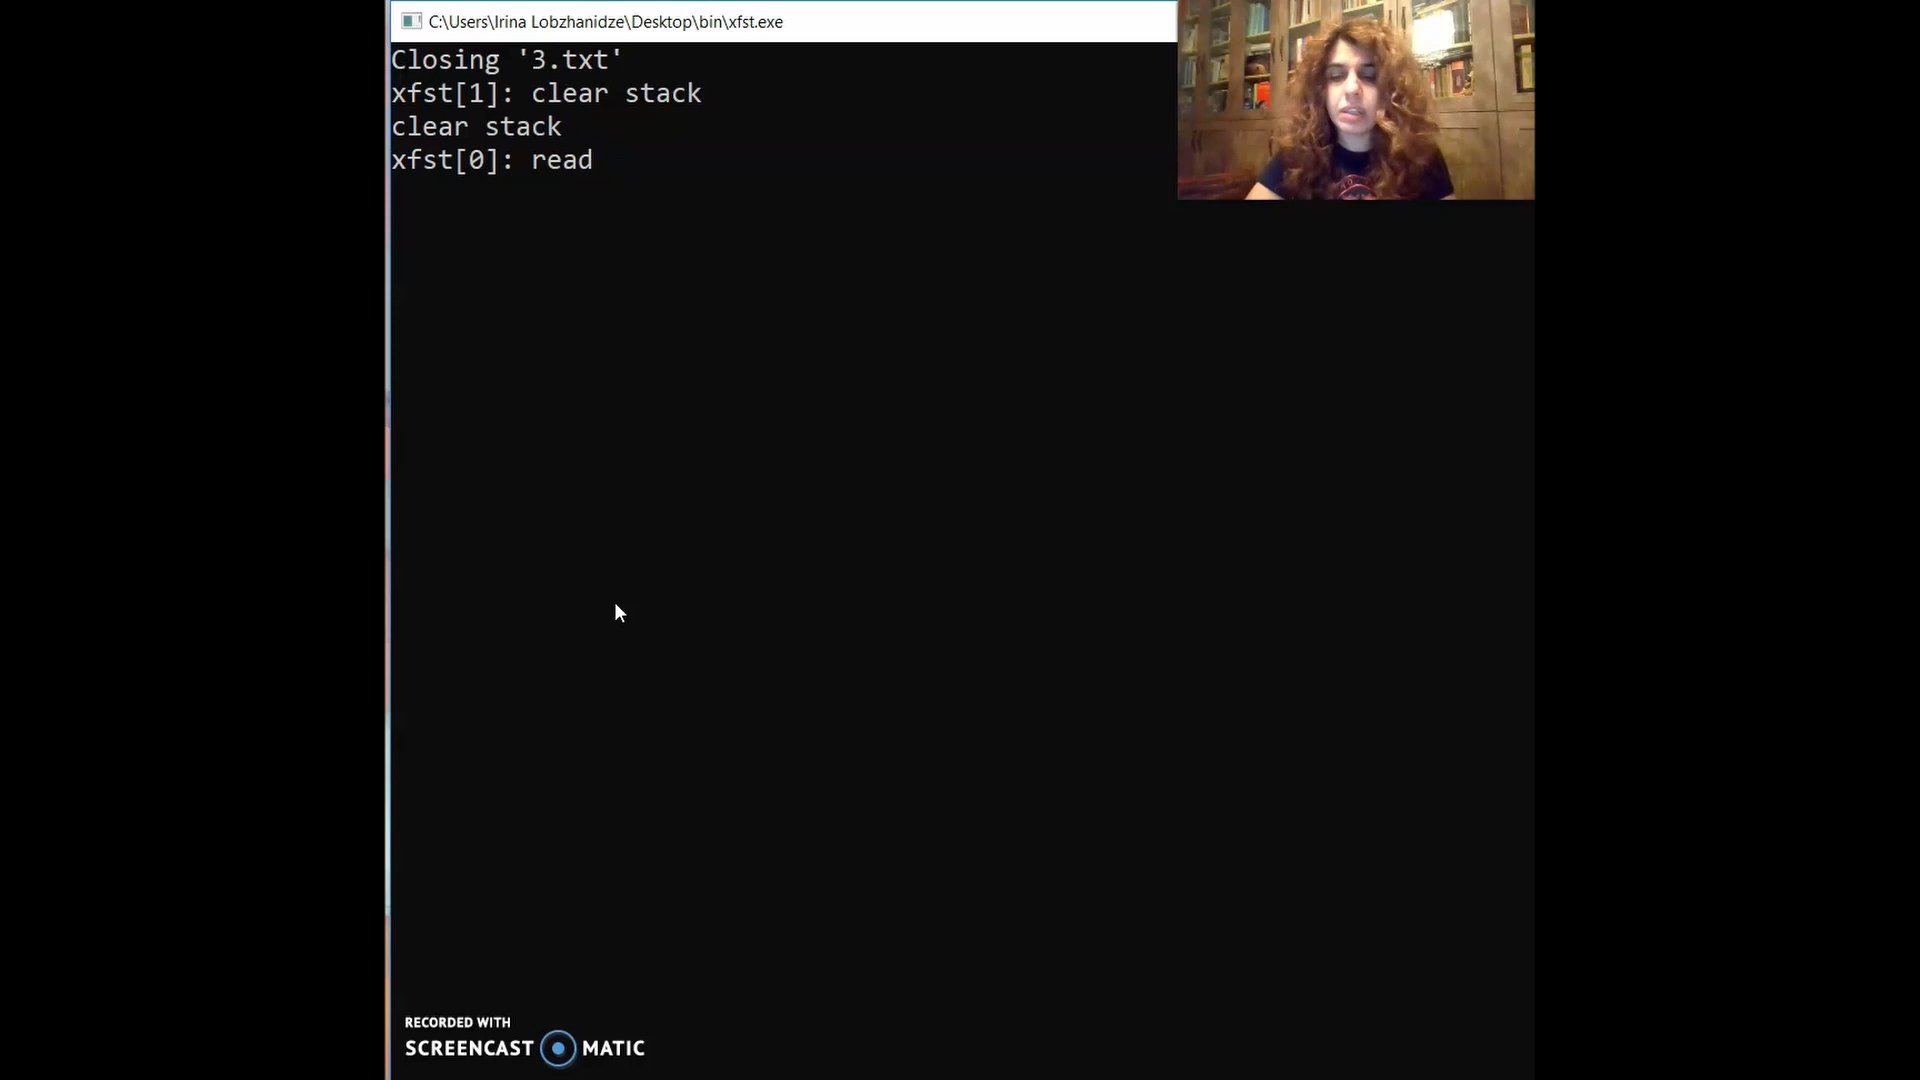 C:\Users\Irina Lobzhanidze\Desktop\bin\xfst.exe
Closing '3.txt'
xfst[1]: clear stack
clear stack
xfst[0]: read
RECORDED WITH
SCREENCAST MATIC